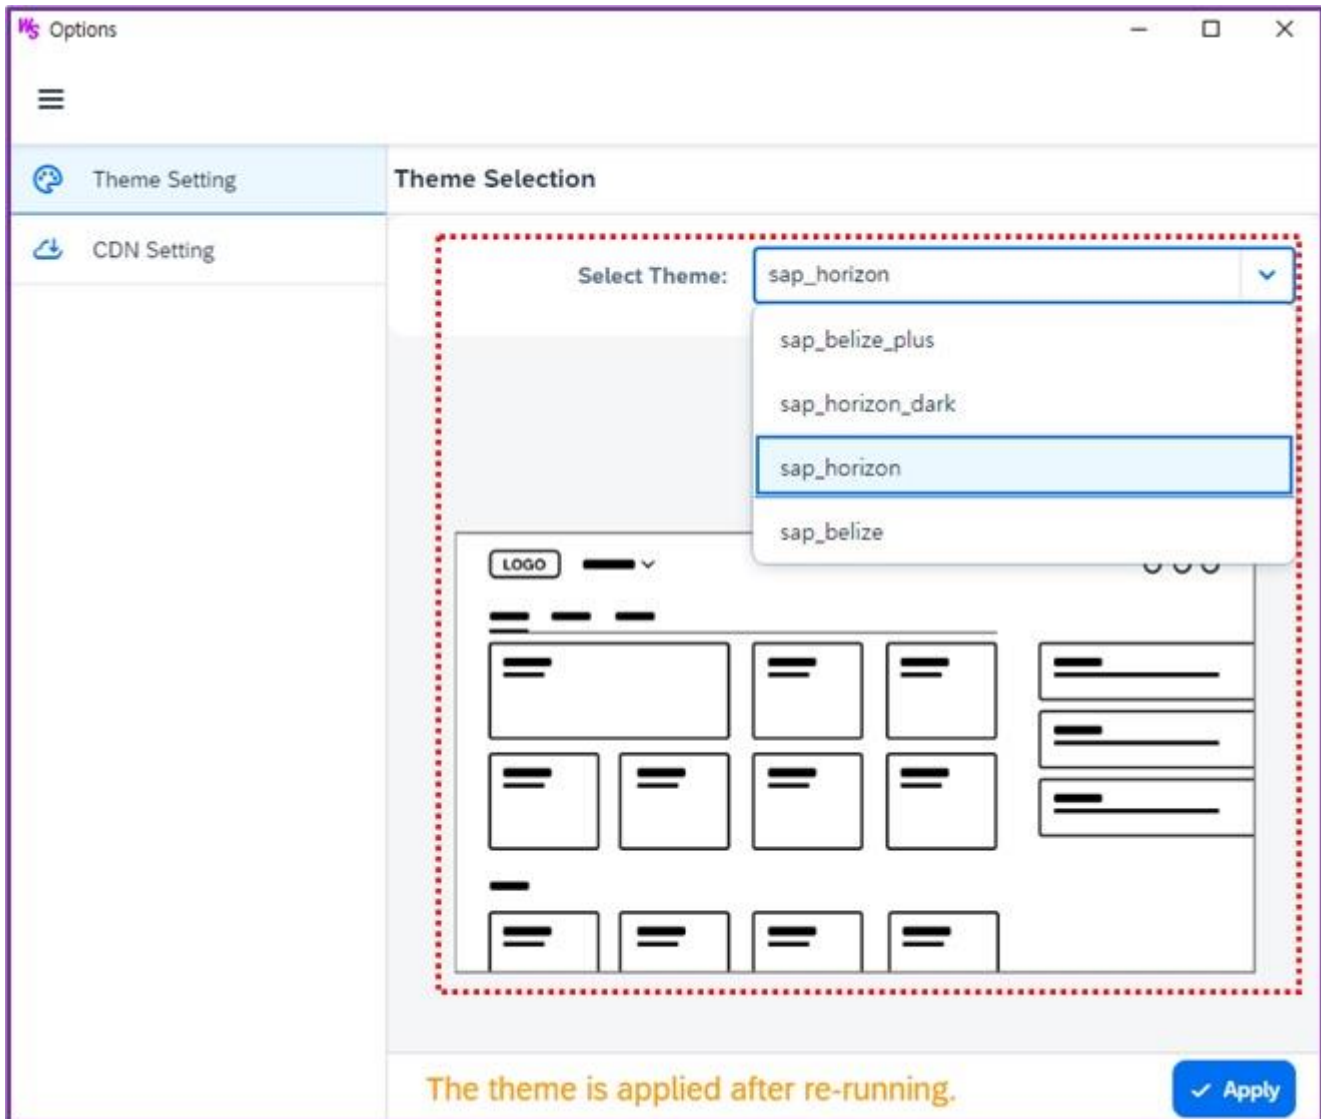 WS Options
Theme Setting
CDN Setting
Theme Selection
Select Theme: sap_horizon
sap_belize_plus
sap_horizon_dark
sap_horizon
sap_belize
LOGO
The theme is applied after re-running.
Apply